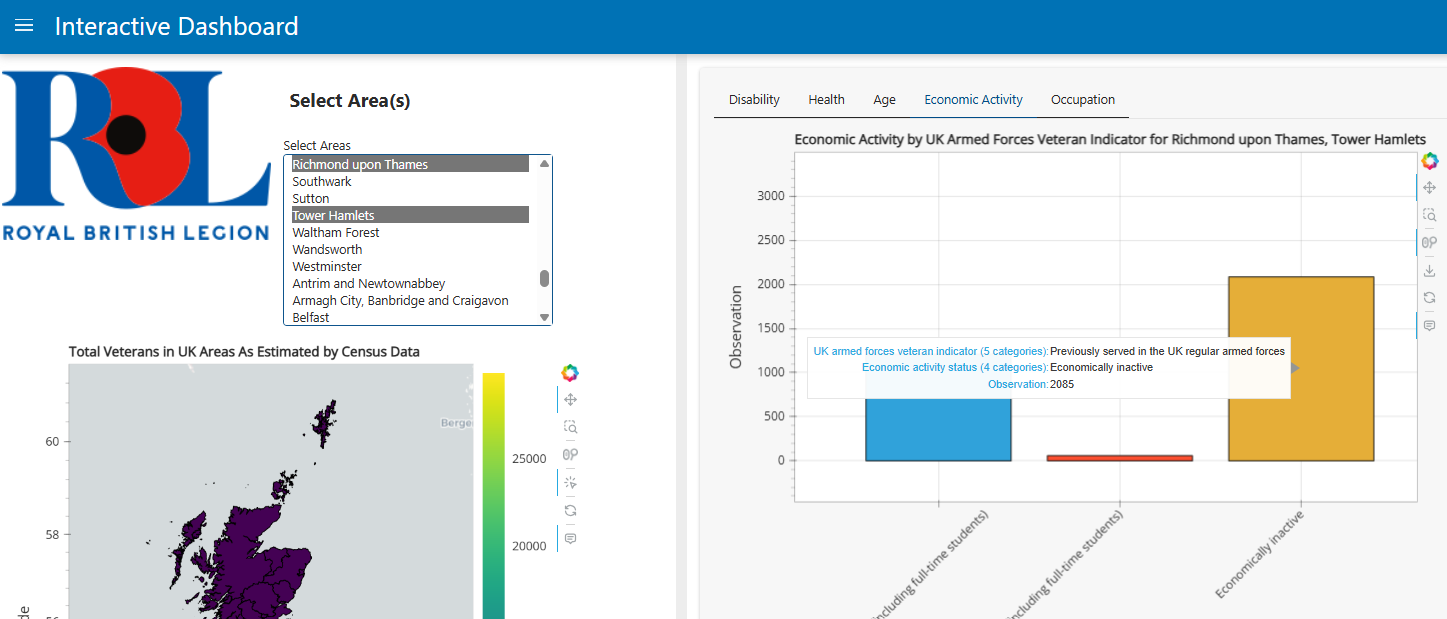 Interactive Dashboard
ROYAL BRITISH LEGION
Select Area(s)
Select Areas
Richmond upon Thames
Southwark
Sutton
Tower Hamlets
Waltham Forest
Wandsworth
Westminster
Antrim and Newtownabbey
Armagh City, Banbridge and Craigavon
Belfast
Total Veterans in UK Areas As Estimated by Census Data
60
58
25000
20000
Disability
Health
Age
Economic Activity
Occupation
Economic Activity by UK Armed Forces Veteran Indicator for Richmond upon Thames, Tower Hamlets
Observation
3000
2500
2000
1500
1000
500
0
UK armed forces veteran indicator (5 categories): Previously served in the UK regular armed forces
Economic activity status (4 categories): Economically inactive
Observation: 2085
including full-time students)
including full-time students)
Economically inactive